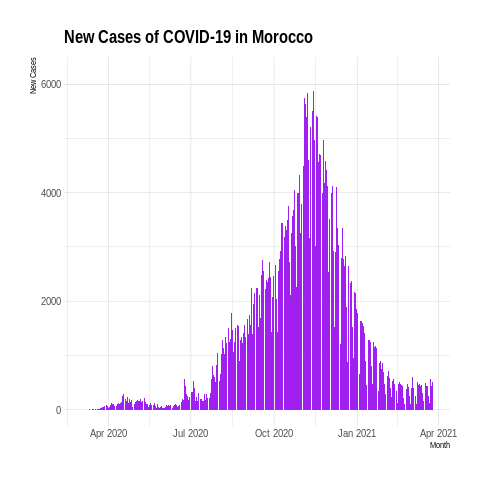 New Cases of COVID-19 in Morocco
New Cases
6000
4000
2000
0
Apr 2020
Jul 2020
Oct 2020
Jan 2021
Apr 2021
Month